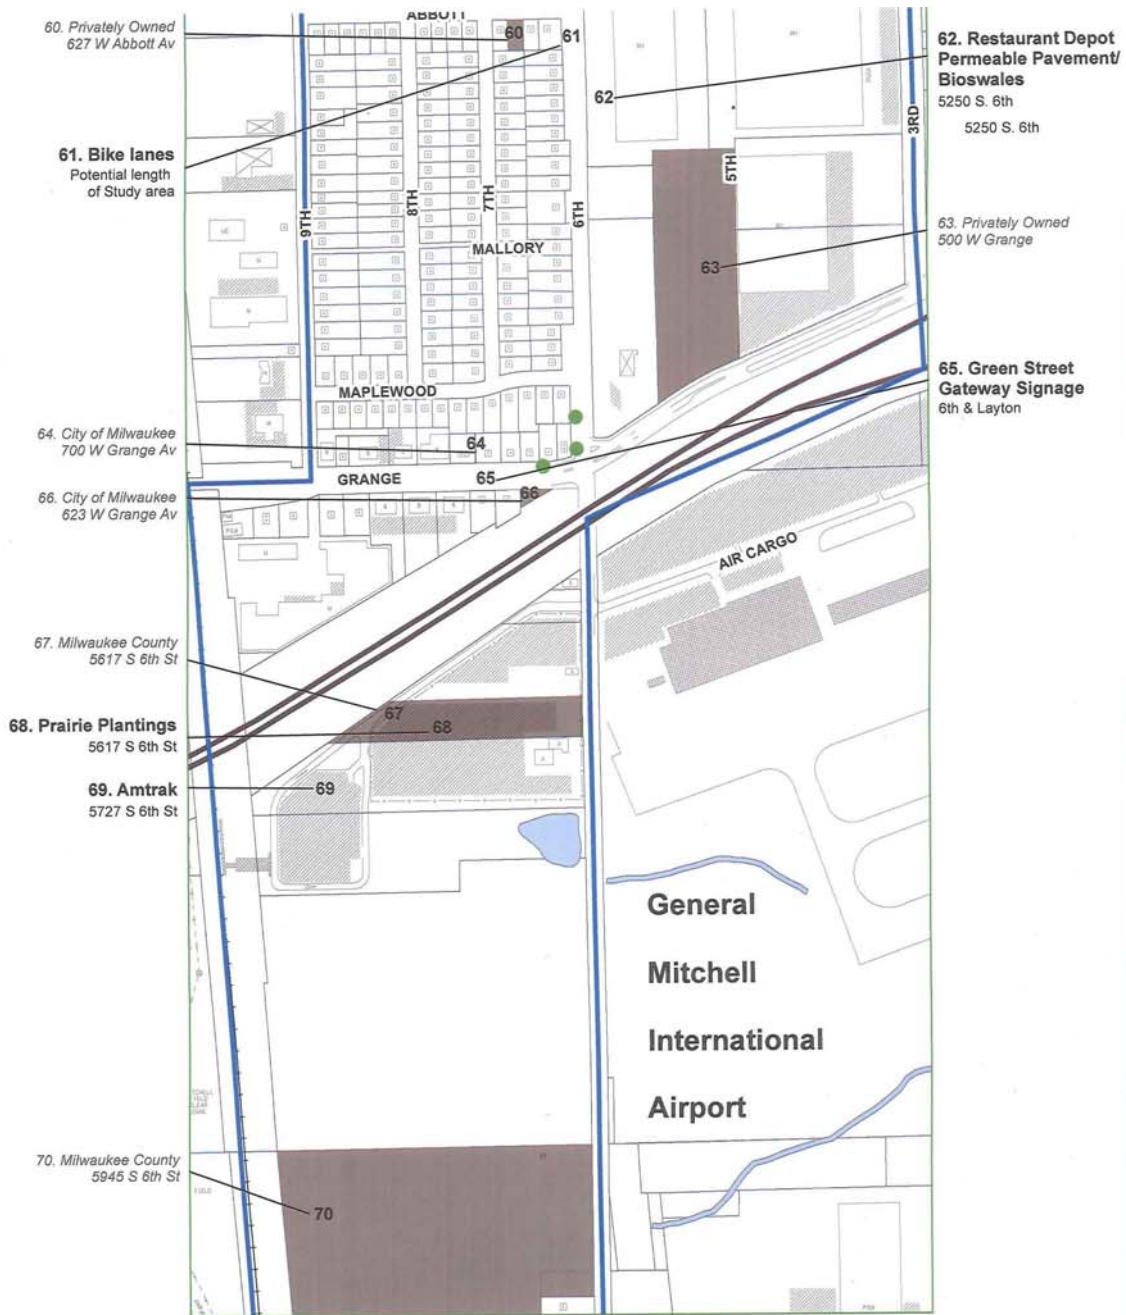 ABBOTT
60. Privately Owned
627 W Abbott Av
60
61
62. Restaurant Depot
Permeable Pavement/
Bioswales
5250 S. 6th
5250 S. 6th
62
3RD
61. Bike lanes
Potential length
of Study area
5TH
9TH
8TH
7TH
6TH
MALLORY
63. Privately Owned
500 W Grange
63
MAPLEWOOD
65. Green Street
Gateway Signage
6th & Layton
64. City of Milwaukee
700 W Grange Av
64
GRANGE
65
66. City of Milwaukee
623 W Grange Av
66
AIR CARGO
67. Milwaukee County
5617 S 6th St
67
68. Prairie Plantings
5617 S 6th St
68
69. Amtrak
5727 S 6th St
69
General
Mitchell
International
Airport
70. Milwaukee County
5945 S 6th St
70